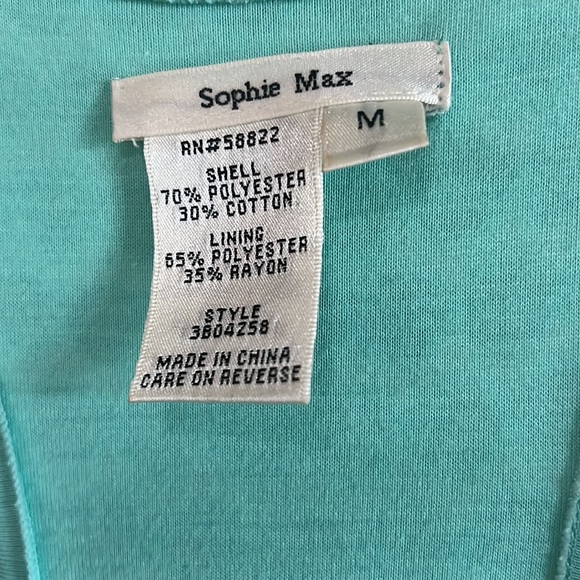 Sophie Max
M
RN#58822
SHELL
70% POLYESTER
30% COTTON
LINING
65% POLYESTER
35% RAYON
STYLE
3B04Z58
MADE IN CHINA
CARE ON REVERSE